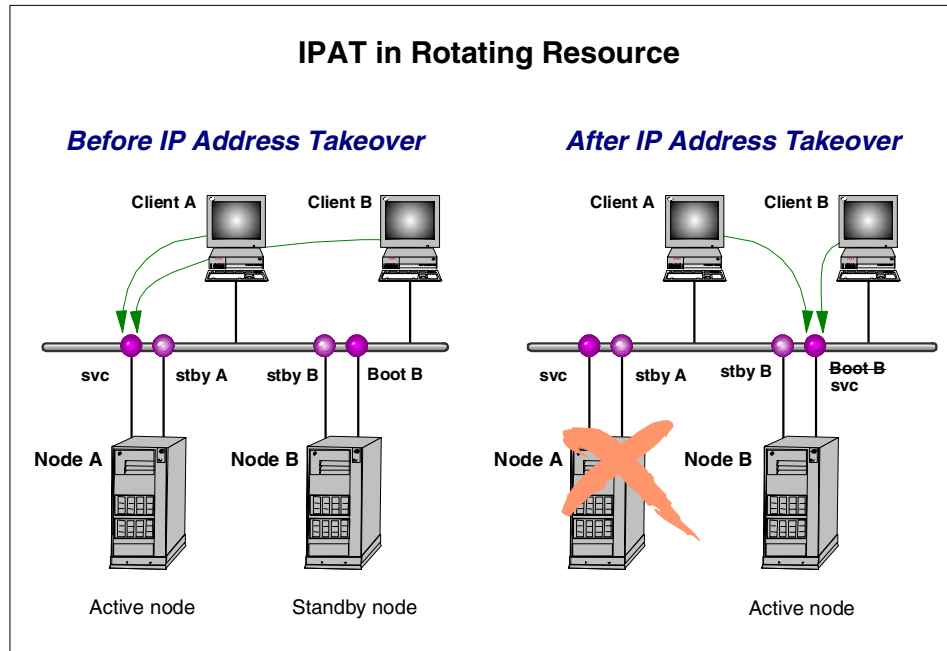 IPAT in Rotating Resource
Before IP Address Takeover
Client A
Client B
svc
stby A
stby B
Boot B
Node A
Node B
Active node
Standby node
After IP Address Takeover
Client A
Client B
svc
stby A
stby B
Boot B
svc
Node A
Node B
Active node